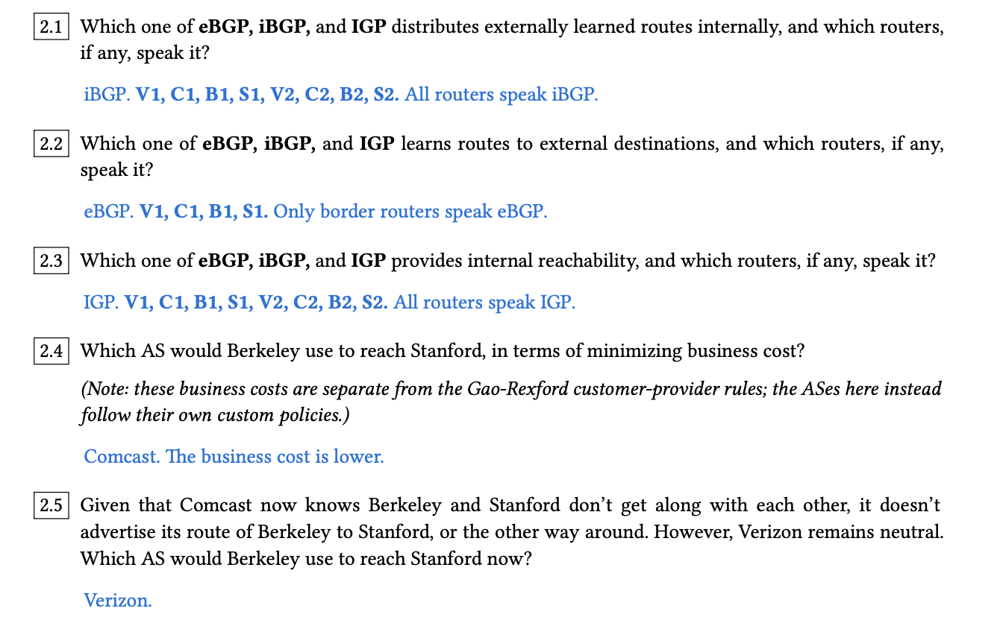 2.1 Which one of eBGP, iBGP, and IGP distributes externally learned routes internally, and which routers,
if any, speak it?
iBGP. V1, C1, B1, S1, V2, C2, B2, S2. All routers speak iBGP.
2.2 Which one of eBGP, iBGP, and IGP learns routes to external destinations, and which routers, if any,
speak it?
eBGP. V1, C1, B1, S1. Only border routers speak eBGP.
2.3 Which one of eBGP, iBGP, and IGP provides internal reachability, and which routers, if any, speak it?
IGP. V1, C1, B1, S1, V2, C2, B2, S2. All routers speak IGP.
2.4 Which AS would Berkeley use to reach Stanford, in terms of minimizing business cost?
(Note: these business costs are separate from the Gao-Rexford customer-provider rules; the ASes here instead
follow their own custom policies.)
Comcast. The business cost is lower.
2.5 Given that Comcast now knows Berkeley and Stanford don’t get along with each other, it doesn’t
advertise its route of Berkeley to Stanford, or the other way around. However, Verizon remains neutral.
Which AS would Berkeley use to reach Stanford now?
Verizon.